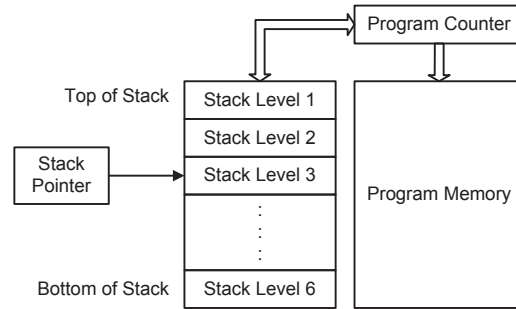 Program Counter
Top of Stack
Stack Level 1
Stack Level 2
Stack
Pointer
Stack Level 3
Program Memory
Bottom of Stack
Stack Level 6